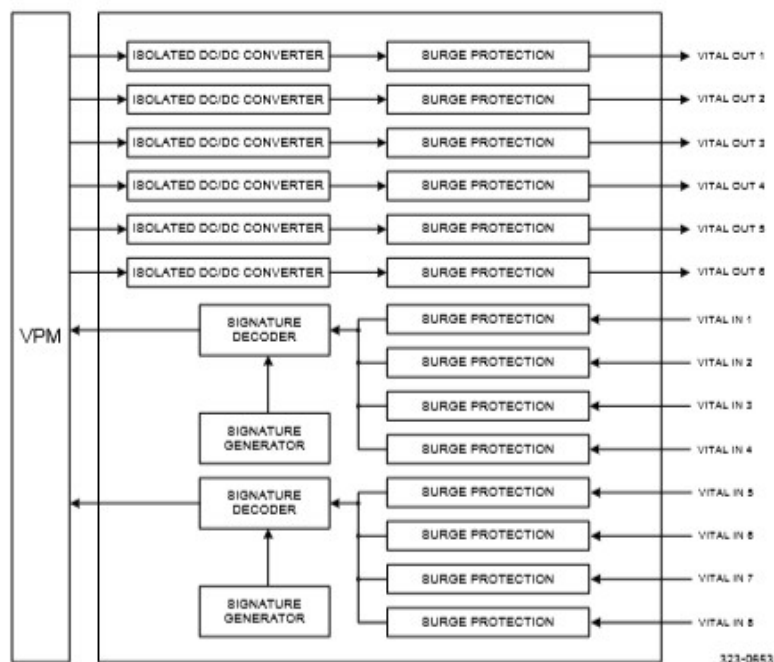 ISOLATED DC/DC CONVERTER SURGE PROTECTION VITAL OUT 1
ISOLATED DC/DC CONVERTER SURGE PROTECTION VITAL OUT 2
ISOLATED DC/DC CONVERTER SURGE PROTECTION VITAL OUT 3
ISOLATED DC/DC CONVERTER SURGE PROTECTION VITAL OUT 4
ISOLATED DC/DC CONVERTER SURGE PROTECTION VITAL OUT 5
ISOLATED DC/DC CONVERTER SURGE PROTECTION VITAL OUT 6
VPM
SIGNATURE
DECODER
SURGE PROTECTION VITAL IN 1
SURGE PROTECTION VITAL IN 2
SURGE PROTECTION VITAL IN 3
SIGNATURE
GENERATOR
SURGE PROTECTION VITAL IN 4
SIGNATURE
DECODER
SURGE PROTECTION VITAL IN 5
SURGE PROTECTION VITAL IN 6
SURGE PROTECTION VITAL IN 7
SIGNATURE
GENERATOR
SURGE PROTECTION VITAL IN 8
323-0653